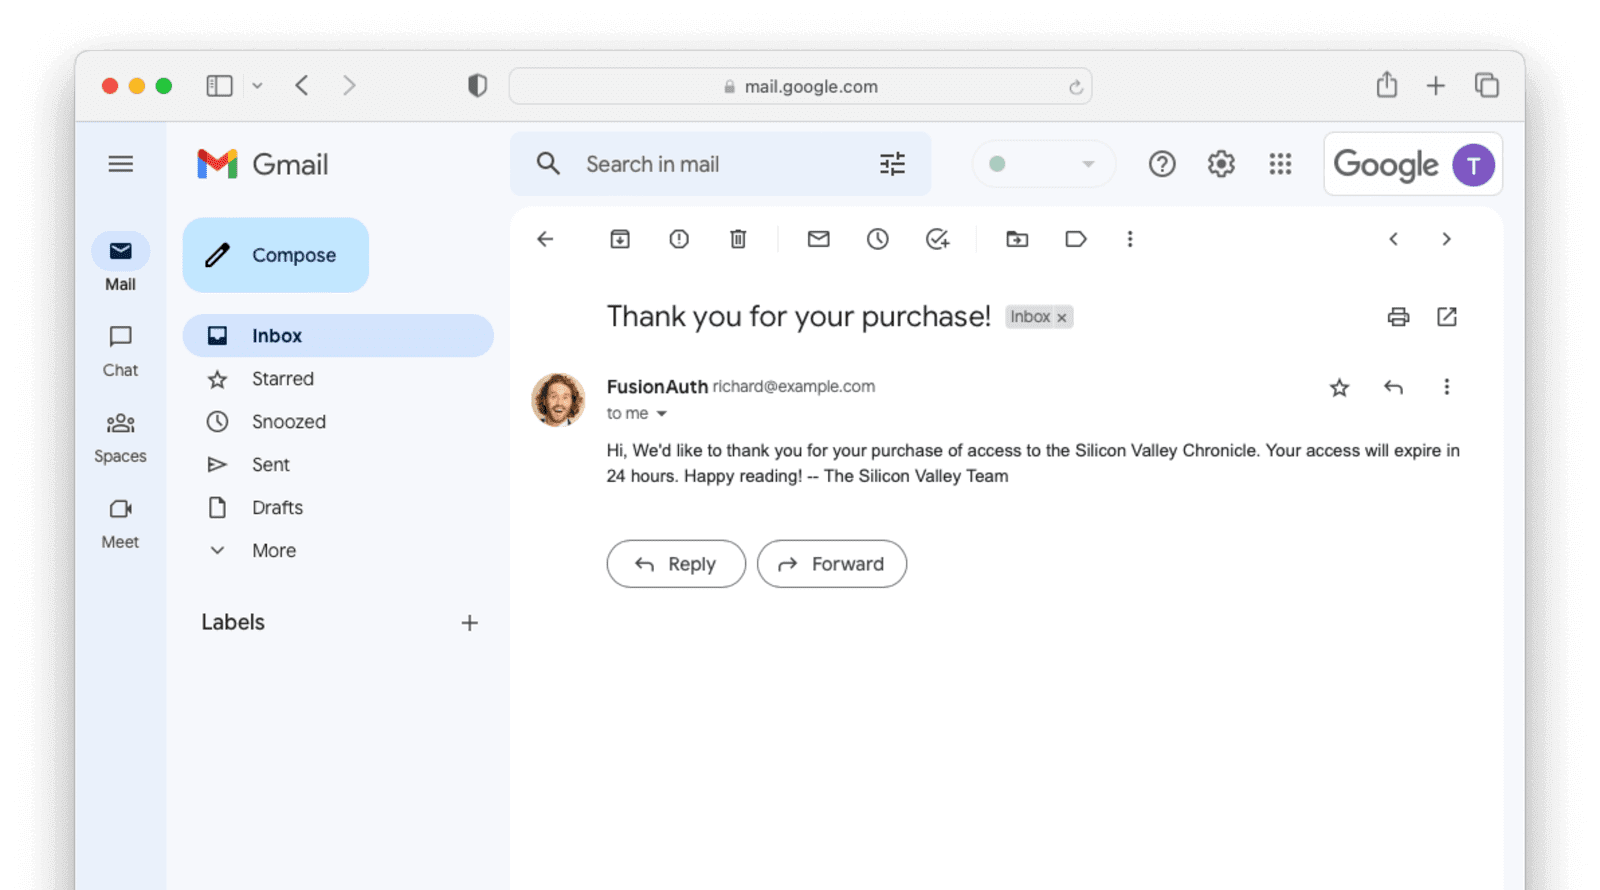 mail.google.com
Gmail
Search in mail
Google T
Compose
Mail
Inbox
Starred
Snoozed
Sent
Drafts
More
Labels
Chat
Spaces
Meet
Thank you for your purchase! Inbox x
FusionAuth richard@example.com
to me
Hi, We'd like to thank you for your purchase of access to the Silicon Valley Chronicle. Your access will expire in
24 hours. Happy reading! -- The Silicon Valley Team
Reply
Forward